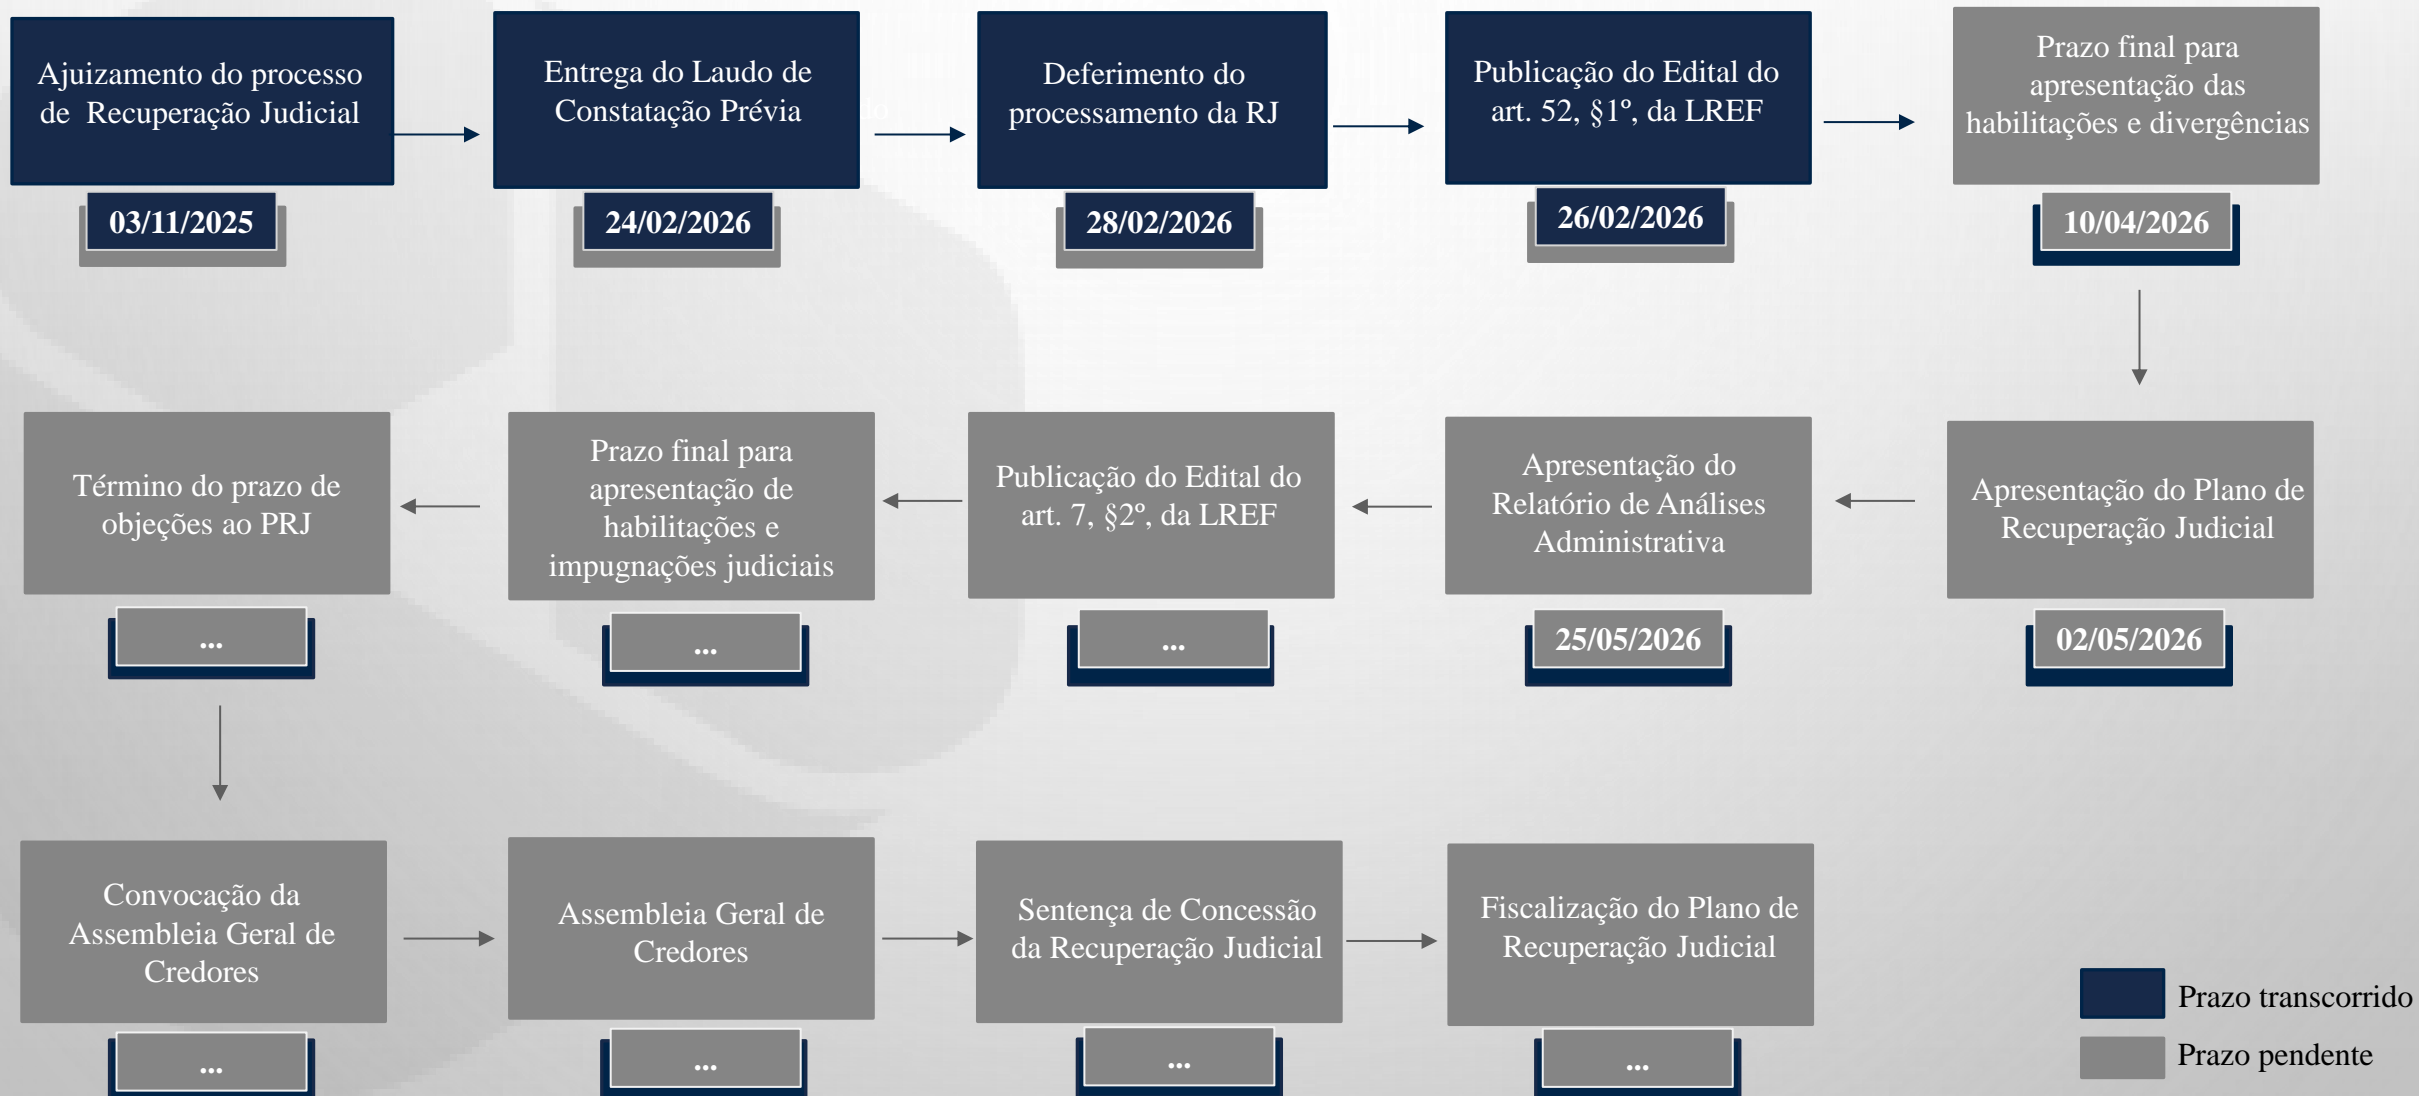 Ajuizamento do processo
de Recuperação Judicial
03/11/2025
Entrega do Laudo de
Constatação Prévia
do
24/02/2026
Deferimento do
processamento da RJ
28/02/2026
Publicação do Edital do
art. 52, §1º, da LREF
26/02/2026
Prazo final para
apresentação das
habilitações e divergências
10/04/2026
Apresentação do Plano de
Recuperação Judicial
02/05/2026
Apresentação do
Relatório de Análises
Administrativa
25/05/2026
Publicação do Edital do
art. 7, §2º, da LREF
...
Prazo final para
apresentação de
habilitações e
impugnações judiciais
...
Término do prazo de
objeções ao PRJ
...
Convocação da
Assembleia Geral de
Credores
...
Assembleia Geral de
Credores
...
Sentença de Concessão
da Recuperação Judicial
...
Fiscalização do Plano de
Recuperação Judicial
...
Prazo transcorrido
Prazo pendente